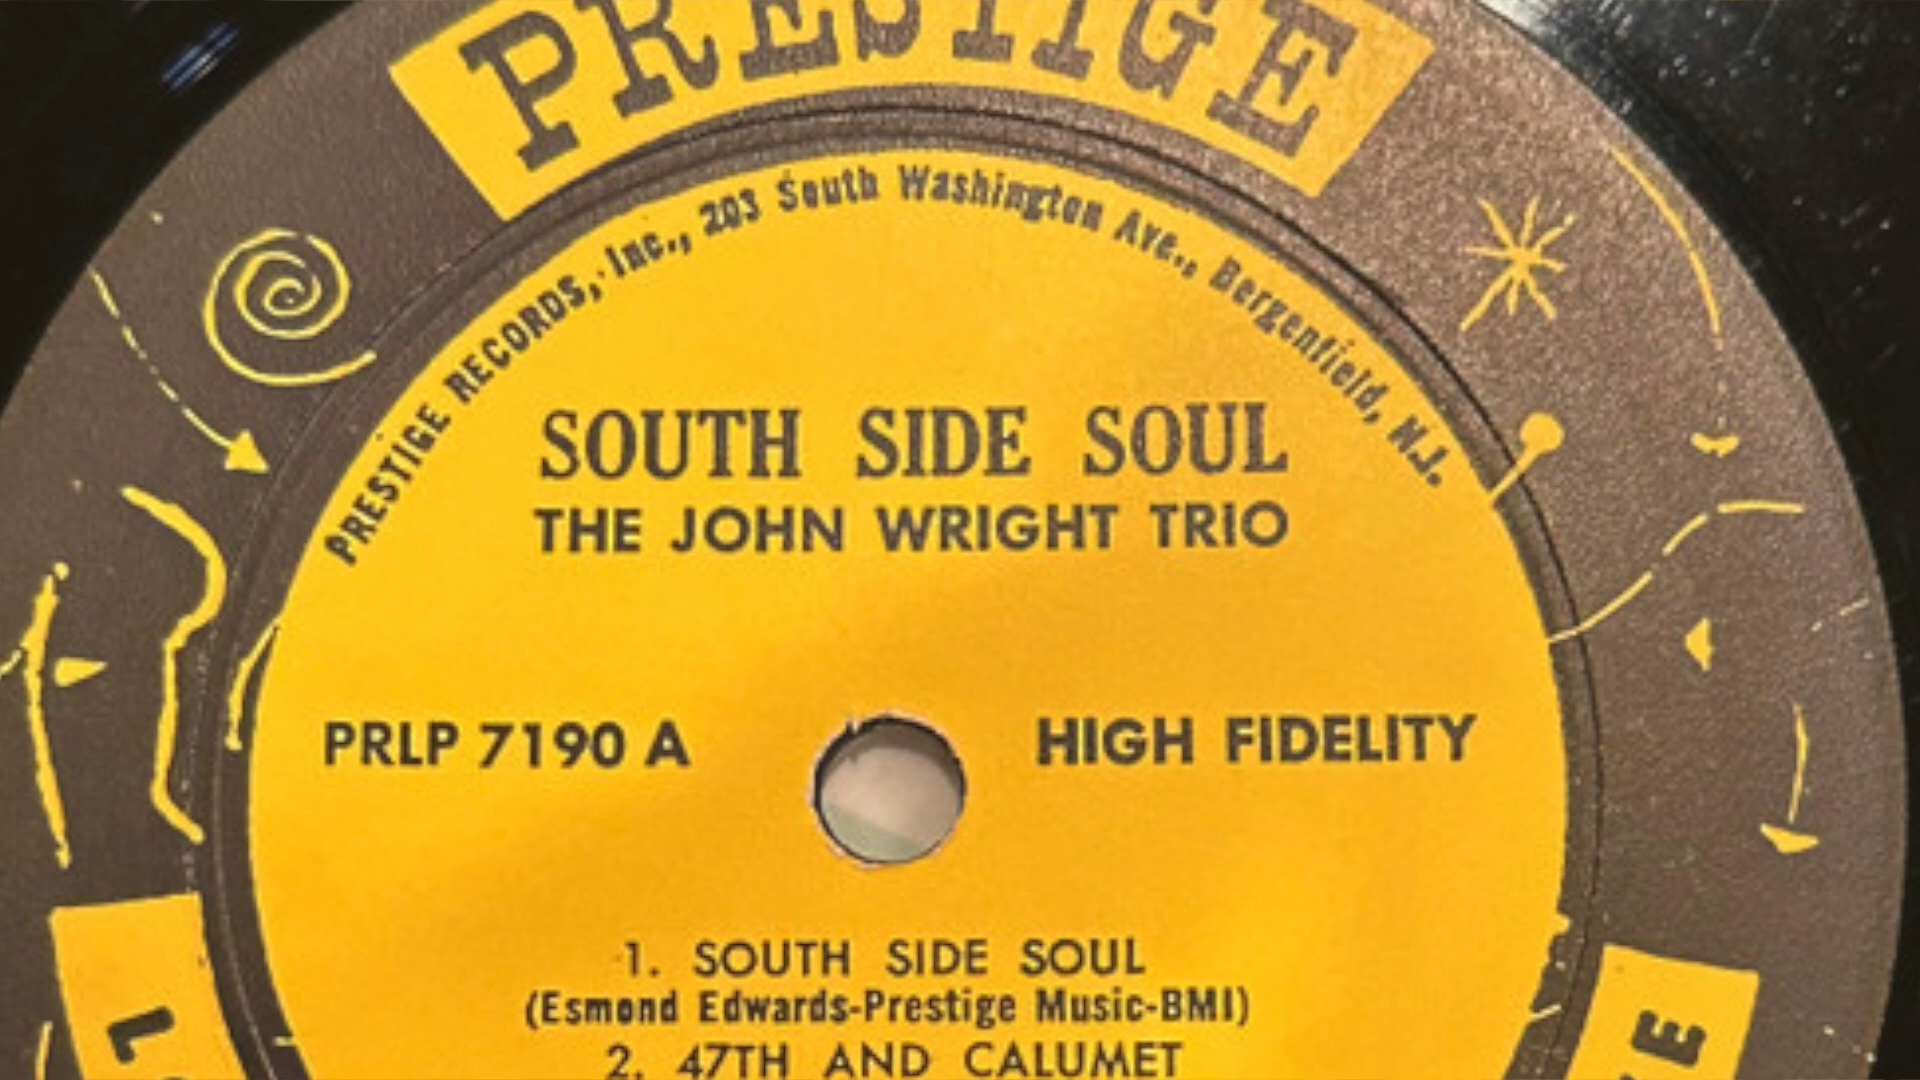 PRESTIGE
PRESTIGE RECORDS, Inc., 203 South Washington Ave., Bergenfield, N.J.
SOUTH SIDE SOUL
THE JOHN WRIGHT TRIO
PRLP 7190 A
HIGH FIDELITY
1. SOUTH SIDE SOUL
(Esmond Edwards-Prestige Music-BMI)
2. 47TH AND CALUMET